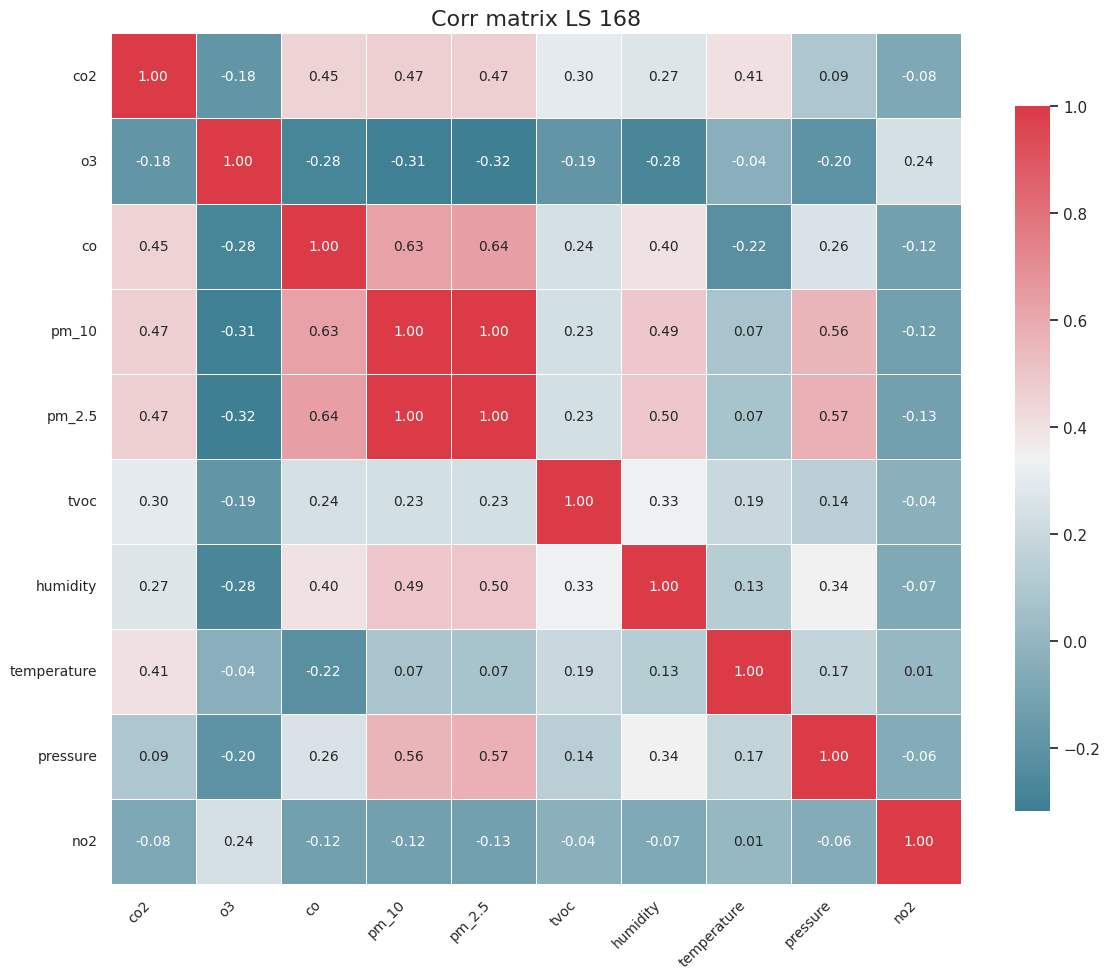 Corr matrix LS 168
co2 1.00 -0.18 0.45 0.47 0.47 0.30 0.27 0.41 0.09 -0.08
o3 -0.18 1.00 -0.28 -0.31 -0.32 -0.19 -0.28 -0.04 -0.20 0.24
co 0.45 -0.28 1.00 0.63 0.64 0.24 0.40 -0.22 0.26 -0.12
pm_10 0.47 -0.31 0.63 1.00 1.00 0.23 0.49 0.07 0.56 -0.12
pm_2.5 0.47 -0.32 0.64 1.00 1.00 0.23 0.50 0.07 0.57 -0.13
tvoc 0.30 -0.19 0.24 0.23 0.23 1.00 0.33 0.19 0.14 -0.04
humidity 0.27 -0.28 0.40 0.49 0.50 0.33 1.00 0.13 0.34 -0.07
temperature 0.41 -0.04 -0.22 0.07 0.07 0.19 0.13 1.00 0.17 0.01
pressure 0.09 -0.20 0.26 0.56 0.57 0.14 0.34 0.17 1.00 -0.06
no2 -0.08 0.24 -0.12 -0.12 -0.13 -0.04 -0.07 0.01 -0.06 1.00
co2 o3 co pm_10 pm_2.5 tvoc humidity temperature pressure no2
1.0
0.8
0.6
0.4
0.2
0.0
−0.2